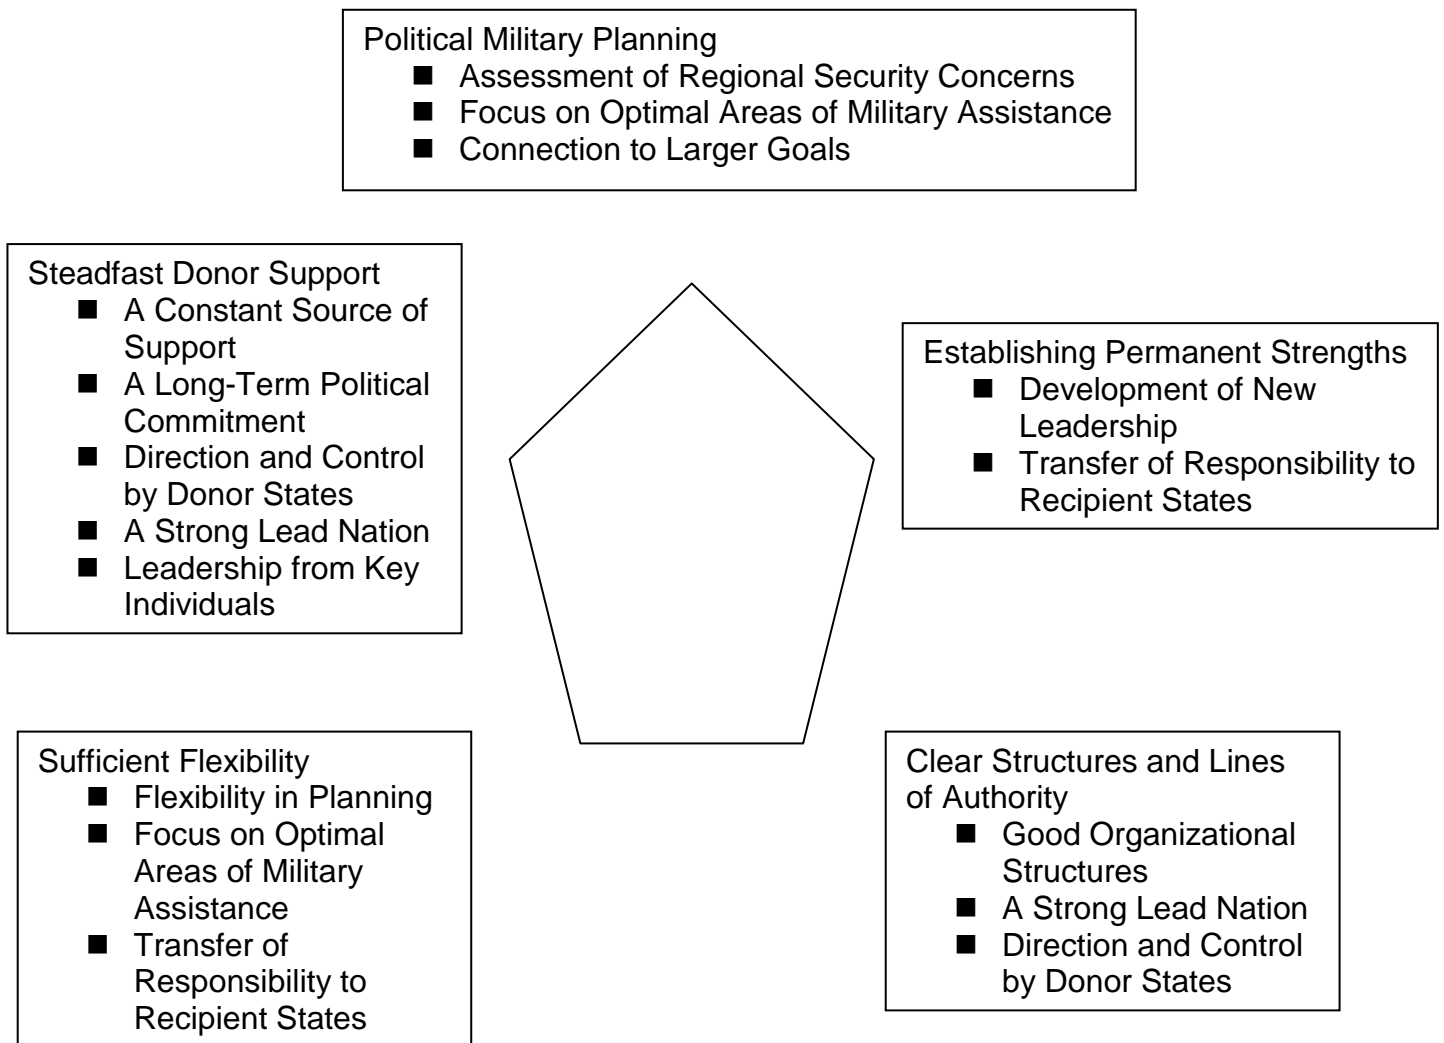 Political Military Planning
■ Assessment of Regional Security Concerns
■ Focus on Optimal Areas of Military Assistance
■ Connection to Larger Goals
Steadfast Donor Support
■ A Constant Source of
Support
■ A Long-Term Political
Commitment
■ Direction and Control
by Donor States
■ A Strong Lead Nation
■ Leadership from Key
Individuals
Establishing Permanent Strengths
■ Development of New
Leadership
■ Transfer of Responsibility to
Recipient States
Sufficient Flexibility
■ Flexibility in Planning
■ Focus on Optimal
Areas of Military
Assistance
■ Transfer of
Responsibility to
Recipient States
Clear Structures and Lines
of Authority
■ Good Organizational
Structures
■ A Strong Lead Nation
■ Direction and Control
by Donor States